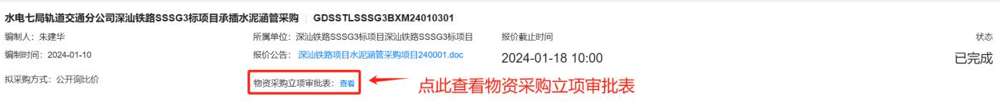 水电七局轨道交通分公司深汕铁路SSSG3标项目承插水泥涵管采购 | GDSSTLSSSG3BXM24010301
编制人：朱建华 所属单位：深汕铁路SSSG3标项目深汕铁路SSSG3标项目 报价截止时间 状态
编制时间：2024-01-10 报价公告：深汕铁路项目水泥涵管采购项目240001.doc 2024-01-18 10:00 已完成
拟采购方式：公开询比价 物资采购立项审批表：查看 点此查看物资采购立项审批表